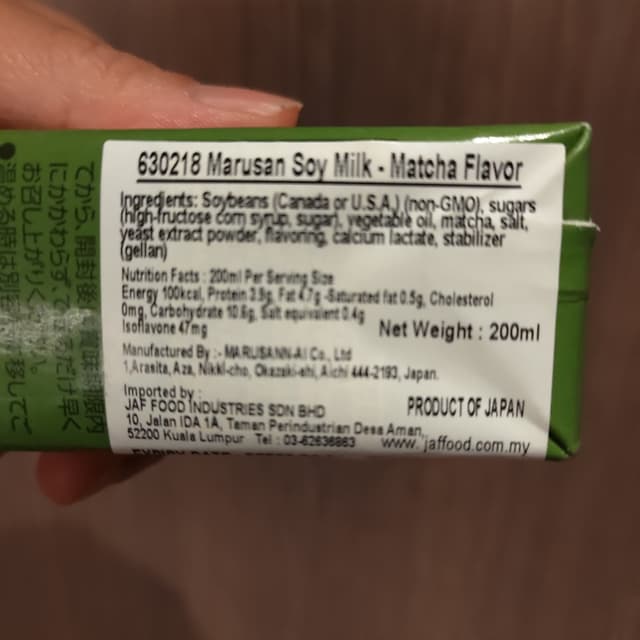 630218 Marusan Soy Milk - Matcha Flavor
Ingredients: Soybeans (Canada or U.S.A.) (non-GMO), sugars
(high-fructose corn syrup, sugar), vegetable oil, matcha, salt,
yeast extract powder, flavoring, calcium lactate, stabilizer
(gellan)
Nutrition Facts : 200ml Per Serving Size
Energy 100kcal, Protein 3.9g, Fat 4.7g -Saturated fat 0.5g, Cholesterol
0mg, Carbohydrate 10.6g, Salt equivalent 0.4g
Isoflavone 47mg
Net Weight : 200ml
Manufactured By :- MARUSANN-AI Co., Ltd
1,Arasita, Aza, Nikki-cho, Okazaki-shi, Aichi 444-2193, Japan.
Imported by :
JAF FOOD INDUSTRIES SDN BHD
10, Jalan IDA 1A, Taman Perindustrian Desa Aman,
52200 Kuala Lumpur Tel : 03-62636863
PRODUCT OF JAPAN
www.jaffood.com.my